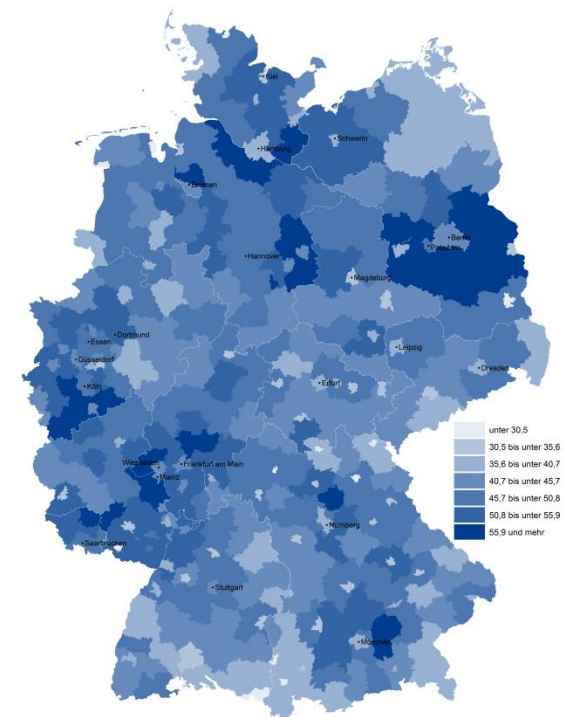 Kiel
Schwerin
Hamburg
Bremen
Berlin
Potsdam
Hannover
Magdeburg
Dortmund
Essen
Düsseldorf
Leipzig
Dresden
Köln
Erfurt
unter 30,5
30,5 bis unter 35,6
35,6 bis unter 40,7
40,7 bis unter 45,7
45,7 bis unter 50,8
50,8 bis unter 55,9
55,9 und mehr
Wiesbaden
Frankfurt am Main
Mainz
Nürnberg
Saarbrücken
Stuttgart
München